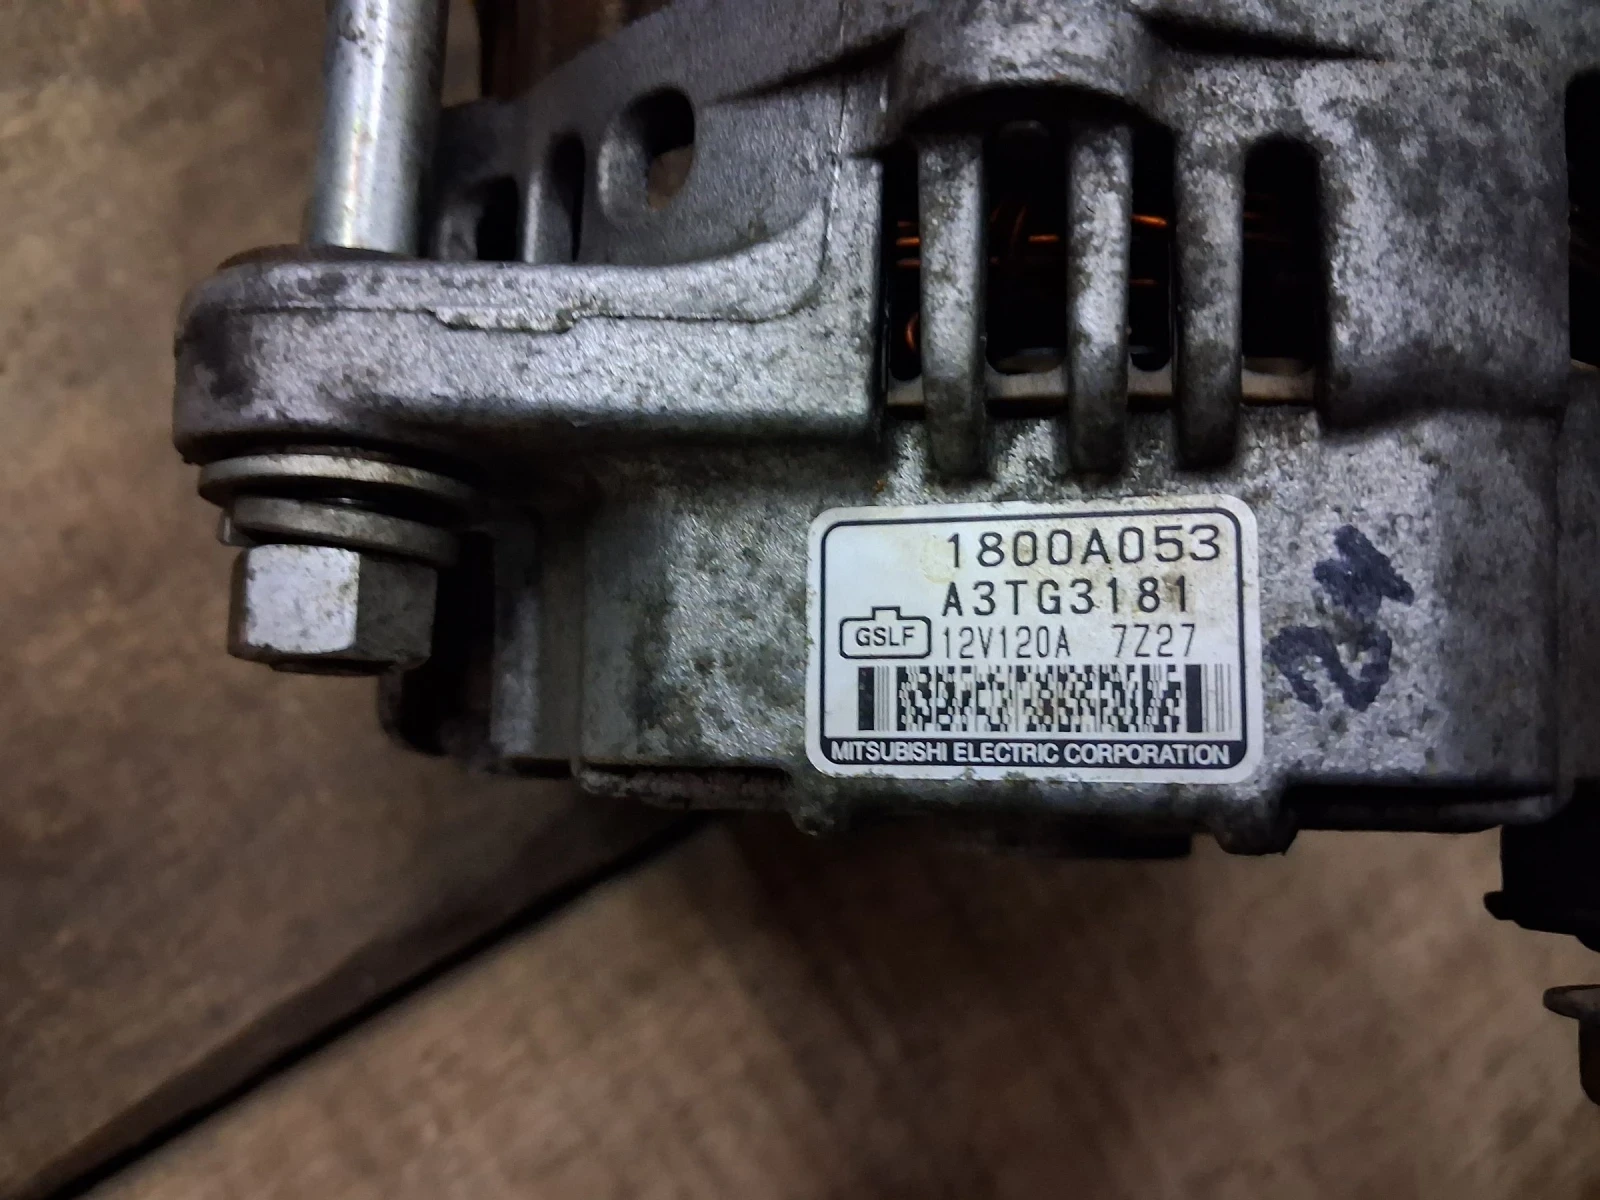 1800A053
A3TG3181
GSLF 12V120A 7Z27
MITSUBISHI ELECTRIC CORPORATION